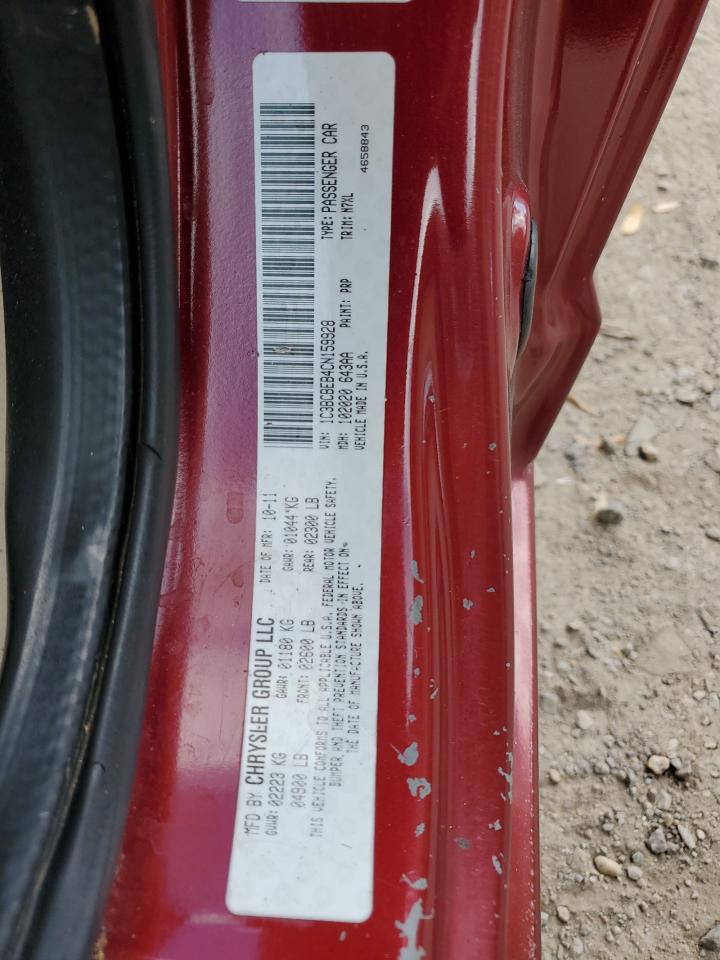 MFD BY CHRYSLER GROUP LLC
DATE OF MFR: 10-11
GVWR: 02223 KG
GAWR: 01180 KG
GAWR: 01044 KG
04900 LB
FRONT: 02600 LB
REAR: 02300 LB
THIS VEHICLE CONFORMS TO ALL APPLICABLE U.S.A. FEDERAL MOTOR VEHICLE SAFETY,
BUMPER, AND THEFT PREVENTION STANDARDS IN EFFECT ON
THE DATE OF MANUFACTURE SHOWN ABOVE.
VIN: 1C3BCBEB4CN159928
TYPE: PASSENGER CAR
MDH: 102020 643AA
PAINT: PRP
TRIM: N7XL
VEHICLE MADE IN U.S.A.
4658843